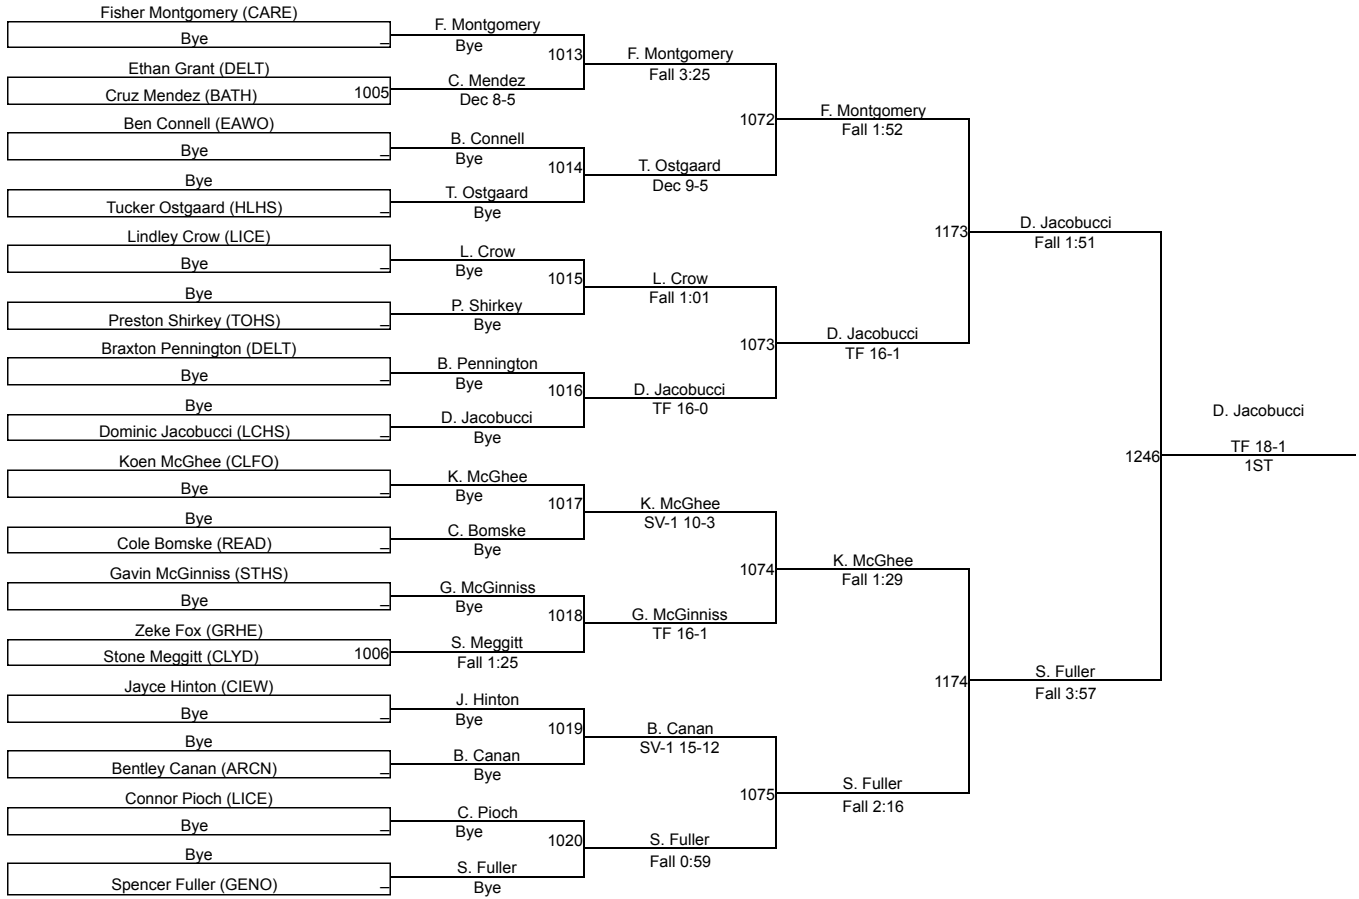 Fisher Montgomery (CARE)
Bye _
Ethan Grant (DELT)
Cruz Mendez (BATH) 1005
Ben Connell (EAWO)
Bye _
Bye
Tucker Ostgaard (HLHS) _
Lindley Crow (LICE)
Bye _
Bye
Preston Shirkey (TOHS) _
Braxton Pennington (DELT)
Bye _
Bye
Dominic Jacobucci (LCHS) _
Koen McGhee (CLFO)
Bye _
Bye
Cole Bomske (READ) _
Gavin McGinniss (STHS)
Bye _
Zeke Fox (GRHE)
Stone Meggitt (CLYD) 1006
Jayce Hinton (CIEW)
Bye _
Bye
Bentley Canan (ARCN) _
Connor Pioch (LICE)
Bye _
Bye
Spencer Fuller (GENO) _
F. Montgomery
Bye
1013
C. Mendez
Dec 8-5
B. Connell
Bye
1014
T. Ostgaard
Bye
L. Crow
Bye
1015
P. Shirkey
Bye
B. Pennington
Bye
1016
D. Jacobucci
Bye
K. McGhee
Bye
1017
C. Bomske
Bye
G. McGinniss
Bye
1018
S. Meggitt
Fall 1:25
J. Hinton
Bye
1019
B. Canan
Bye
C. Pioch
Bye
1020
S. Fuller
Bye
F. Montgomery
Fall 3:25
1072
T. Ostgaard
Dec 9-5
L. Crow
Fall 1:01
1073
D. Jacobucci
TF 16-0
K. McGhee
SV-1 10-3
1074
G. McGinniss
TF 16-1
B. Canan
SV-1 15-12
1075
S. Fuller
Fall 0:59
F. Montgomery
Fall 1:52
1173
D. Jacobucci
TF 16-1
K. McGhee
Fall 1:29
1174
S. Fuller
Fall 2:16
D. Jacobucci
Fall 1:51
1246
S. Fuller
Fall 3:57
D. Jacobucci
TF 18-1
1ST